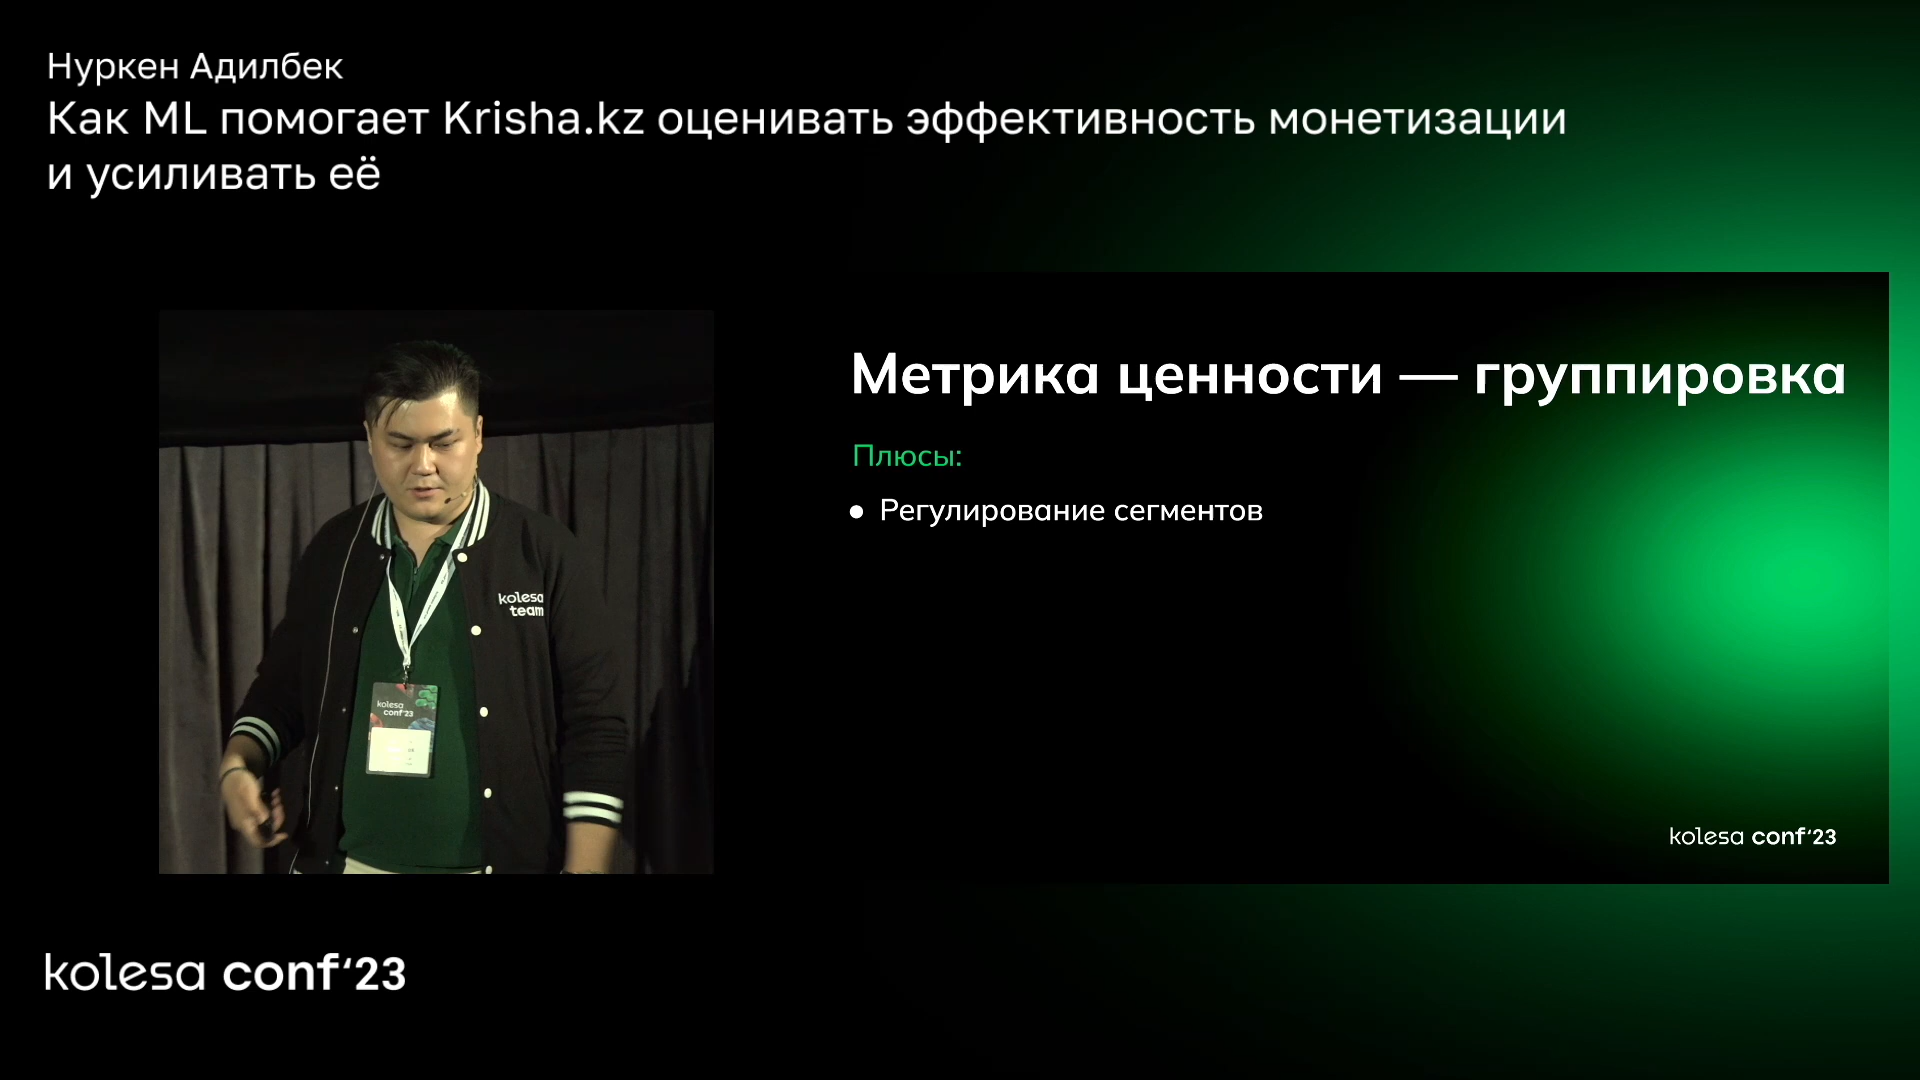 Нуркен Адилбек
Как ML помогает Krisha.kz оценивать эффективность монетизации
и усиливать её
Метрика ценности — группировка
Плюсы:
● Регулирование сегментов
kolesa
team
kolesa
conf'23
kolesa conf'23
kolesa conf'23